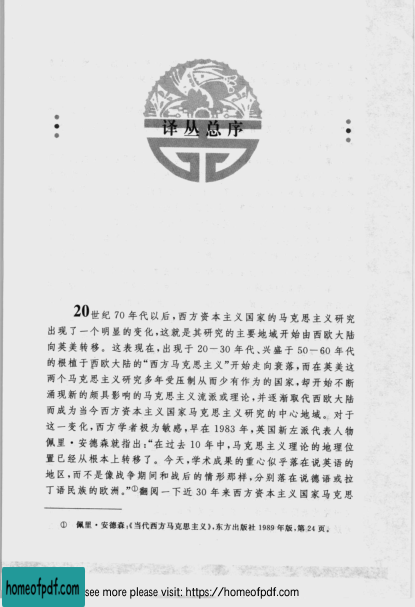 译丛总序
20世纪70年代以后,西方资本主义国家的马克思主义研究
出现了一个明显的变化,这就是其研究的主要地域开始由西欧大陆
向英美转移。这表现在,出现于20—30年代、兴盛于50—60年代
的根植于西欧大陆的“西方马克思主义”开始走向衰落,而在英美这
两个马克思主义研究多年受压制从而少有作为的国家,却开始不断
涌现新的颇具影响的马克思主义流派或理论,并逐渐取代西欧大陆
而成为当今西方资本主义国家马克思主义研究的中心地域。对于
这一变化,西方学者极为敏感,早在1983年,英国新左派代表人物
佩里·安德森就指出:“在过去10年中,马克思主义理论的地理位
置已经从根本上转移了。今天,学术成果的重心似乎落在说英语的
地区,而不是像战争期间和战后的情形那样,分别落在说德语或拉
丁语民族的欧洲。”①翻阅一下近30年来西方资本主义国家马克思
① 佩里·安德森:《当代西方马克思主义》,东方出版社1989年版,第24页。
homeofpdf.com
see more please visit: https://homeofpdf.com